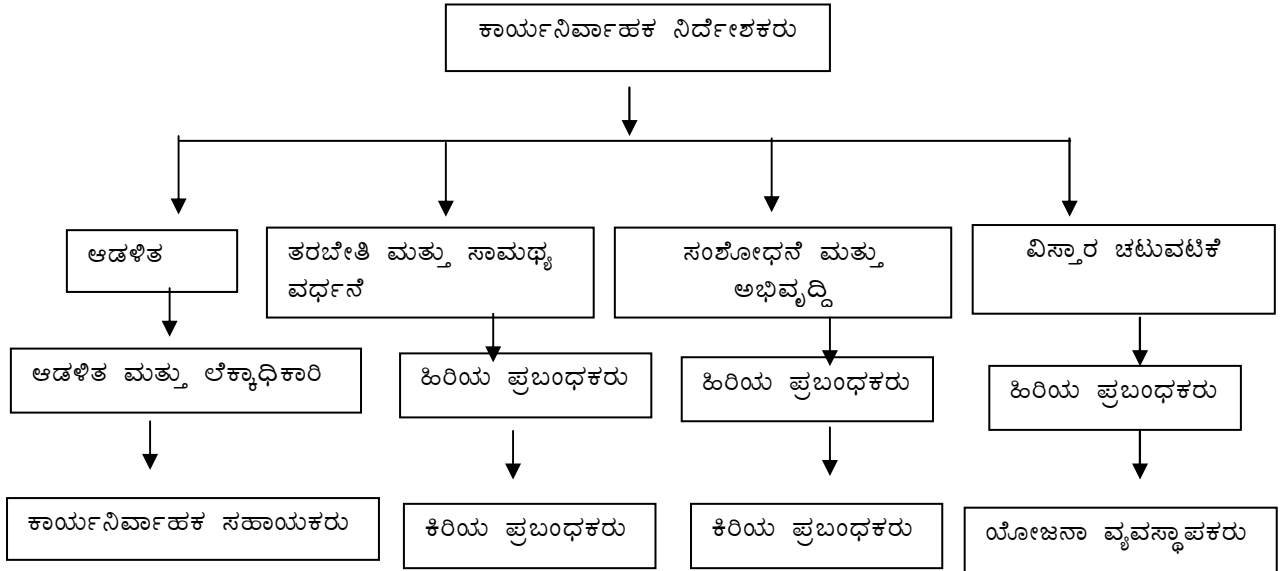 ಕಾರ್ಯನಿರ್ವಾಹಕ ನಿರ್ದೇಶಕರು
ಆಡಳಿತ
ತರಬೇತಿ ಮತ್ತು ಸಾಮಥ್ಯ
ವರ್ಧನೆ
ಸಂಶೋಧನೆ ಮತ್ತು
ಅಭಿವೃದ್ದಿ
ವಿಸ್ತಾರ ಚಟುವಟಿಕೆ
ಆಡಳಿತ ಮತ್ತು ಲೆಕ್ಕಾಧಿಕಾರಿ
ಹಿರಿಯ ಪ್ರಬಂಧಕರು
ಹಿರಿಯ ಪ್ರಬಂಧಕರು
ಹಿರಿಯ ಪ್ರಬಂಧಕರು
ಕಾರ್ಯನಿರ್ವಾಹಕ ಸಹಾಯಕರು
ಕಿರಿಯ ಪ್ರಬಂಧಕರು
ಕಿರಿಯ ಪ್ರಬಂಧಕರು
ಯೋಜನಾ ವ್ಯವಸ್ಥಾಪಕರು